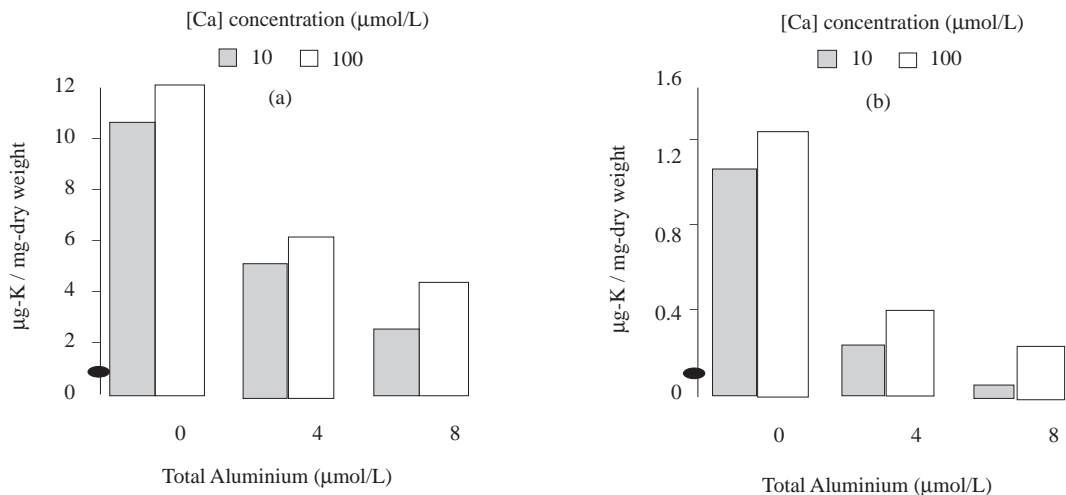 [Ca] concentration (μmol/L)
10 100
(a)
12
10
8
6
4
2
0
μg-K / mg-dry weight
0 4 8
Total Aluminium (μmol/L)
[Ca] concentration (μmol/L)
10 100
(b)
1.6
1.2
0.8
0.4
0
μg-K / mg-dry weight
0 4 8
Total Aluminium (μmol/L)